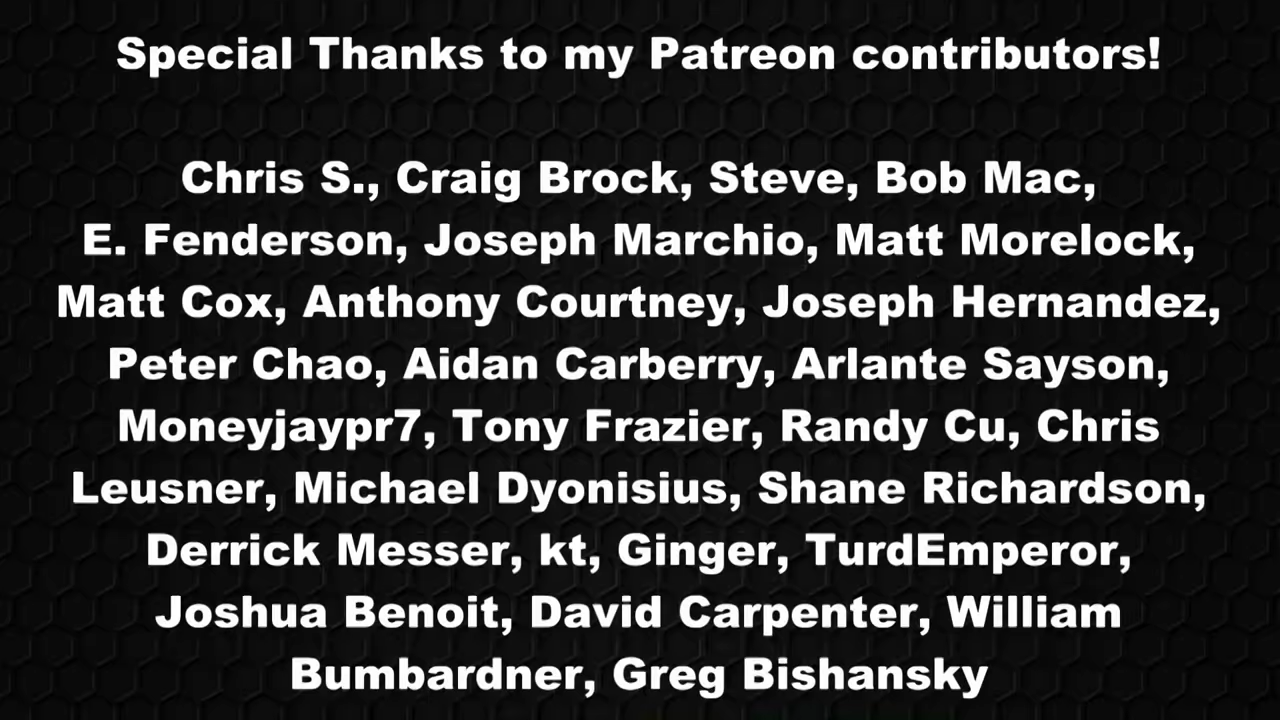 Special Thanks to my Patreon contributors!
Chris S., Craig Brock, Steve, Bob Mac,
E. Fenderson, Joseph Marchio, Matt Morelock,
Matt Cox, Anthony Courtney, Joseph Hernandez,
Peter Chao, Aidan Carberry, Arlante Sayson,
Moneyjaypr7, Tony Frazier, Randy Cu, Chris
Leusner, Michael Dyonisius, Shane Richardson,
Derrick Messer, kt, Ginger, TurdEmperor,
Joshua Benoit, David Carpenter, William
Bumbardner, Greg Bishansky